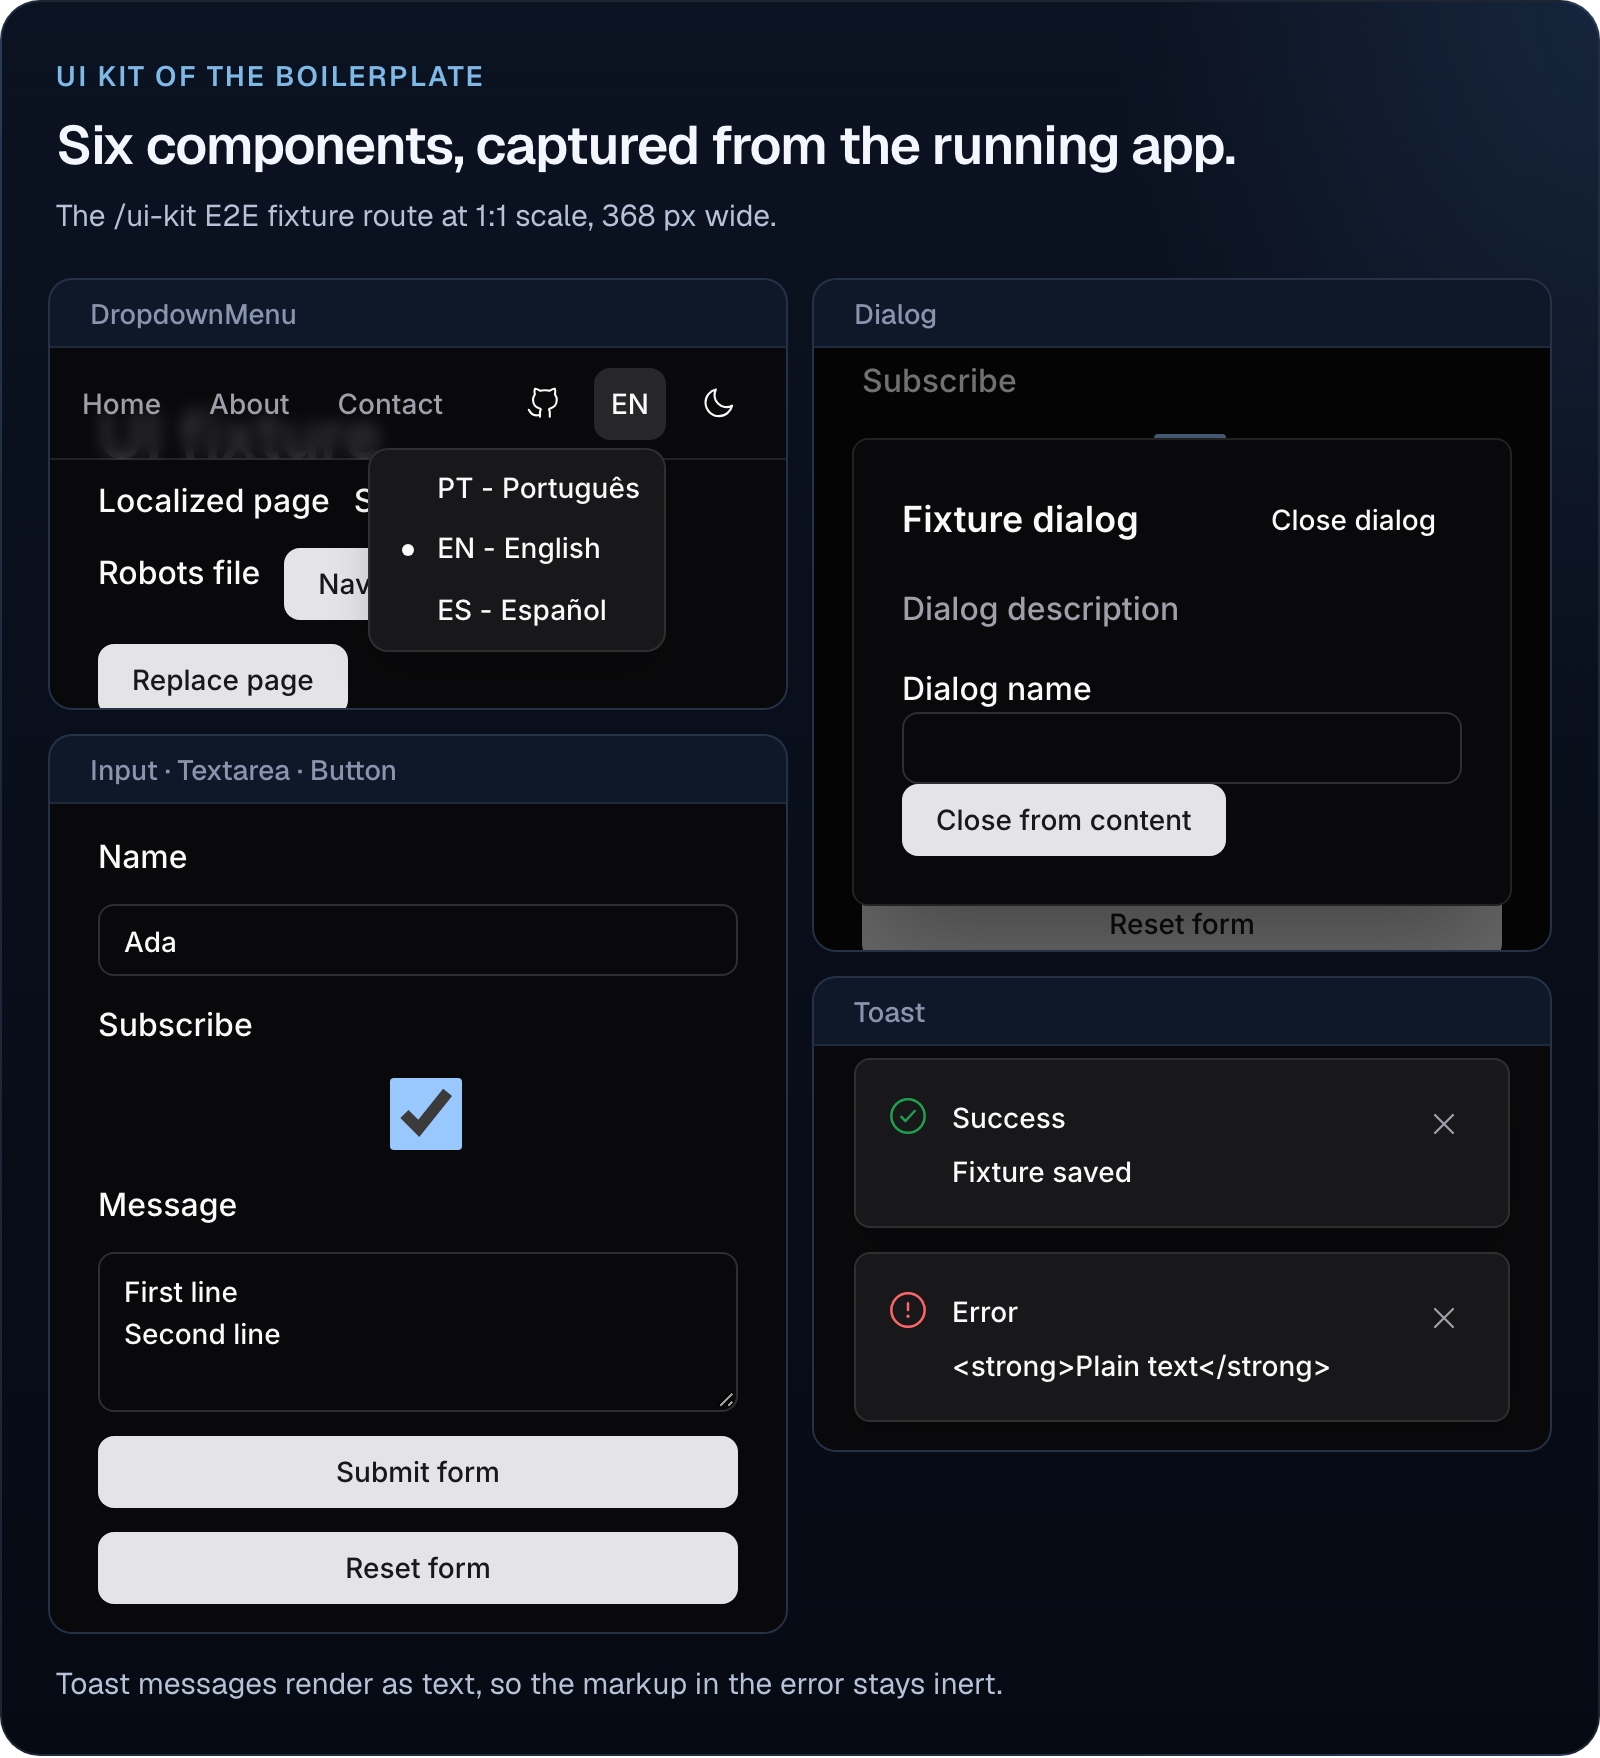 UI KIT OF THE BOILERPLATE
Six components, captured from the running app.
The /ui-kit E2E fixture route at 1:1 scale, 368 px wide.
DropdownMenu
Home About Contact EN
UI fixture
Localized page S
Robots file Nav
PT - Português
EN - English
ES - Español
Replace page
Input · Textarea · Button
Name
Ada
Subscribe
Message
First line
Second line
Submit form
Reset form
Dialog
Subscribe
Fixture dialog Close dialog
Dialog description
Dialog name
Close from content
Reset form
Toast
Success
Fixture saved
Error
<strong>Plain text</strong>
Toast messages render as text, so the markup in the error stays inert.